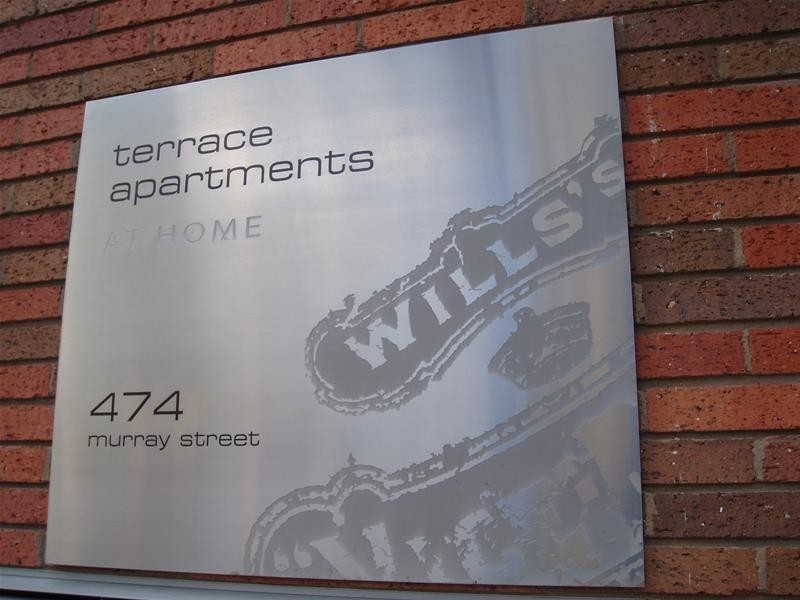 terrace
apartments
AT HOME
WILLS'S
474
murray street